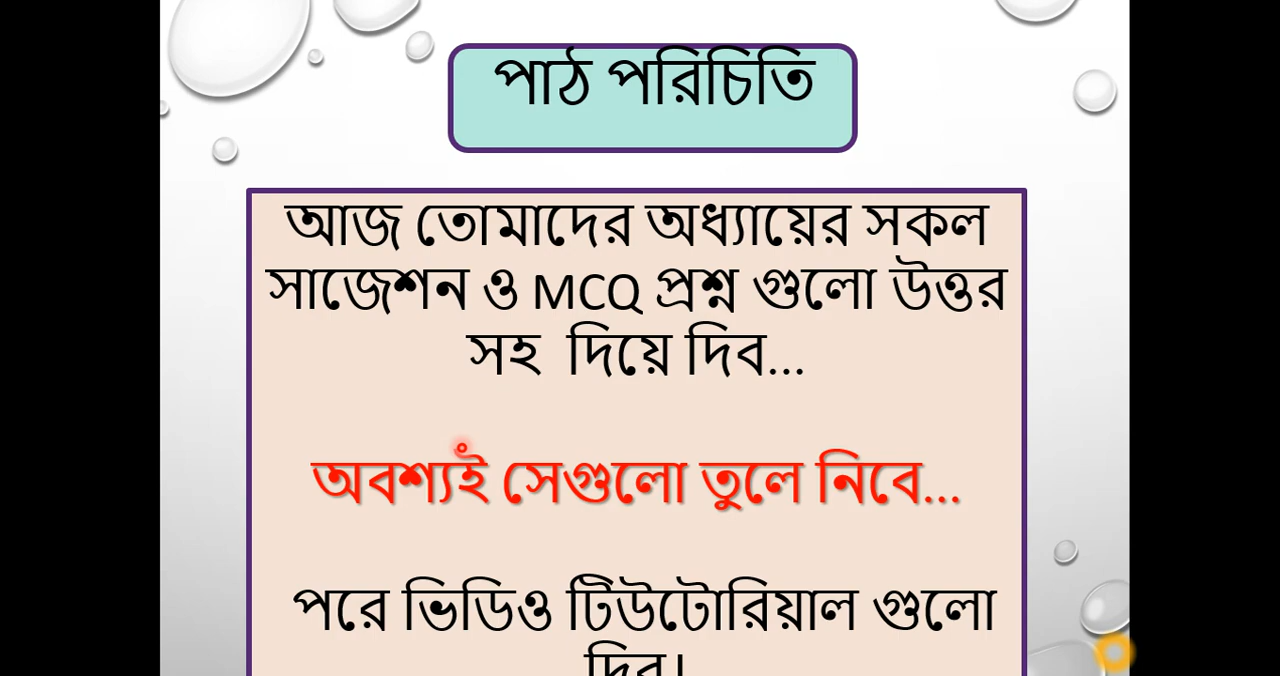 পাঠ পরিচিতি
আজ তোমাদের অধ্যায়ের সকল
সাজেশন ও MCQ প্রশ্ন গুলো উত্তর
সহ দিয়ে দিব...
অবশ্যই সেগুলো তুলে নিবে...
পরে ভিডিও টিউটোরিয়াল গুলো
দিব।